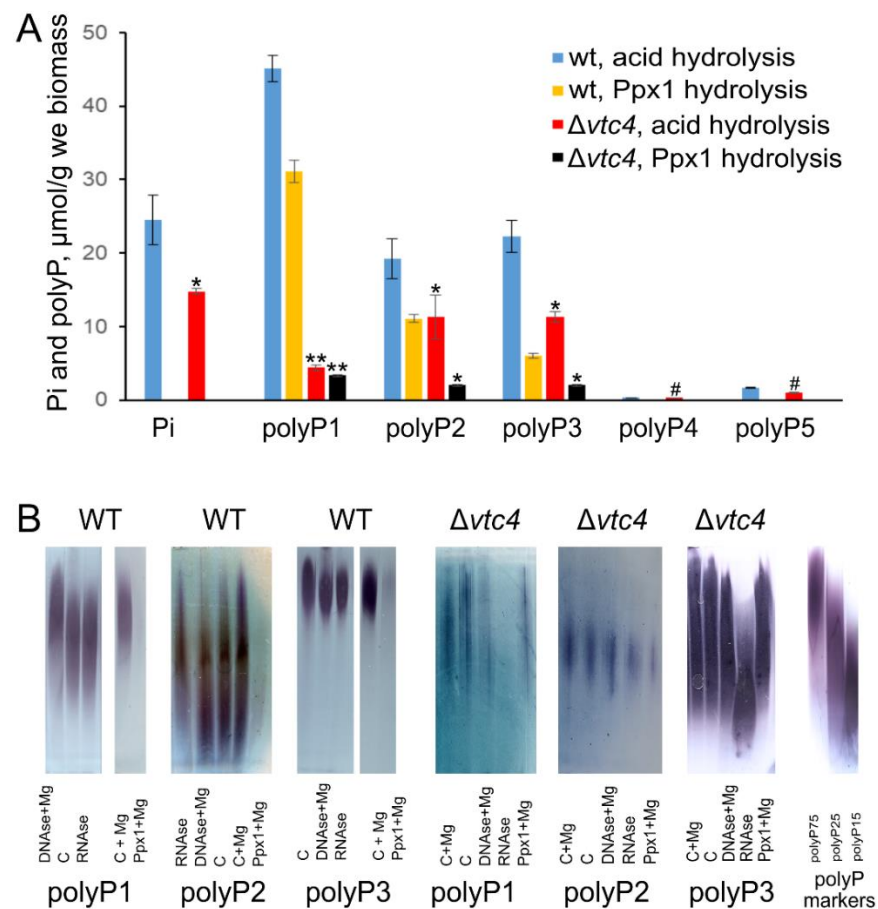 A
Pi and polyP, µmol/g we biomass
50
40
30
20
10
0
wt, acid hydrolysis
wt, Ppx1 hydrolysis
Δvtc4, acid hydrolysis
Δvtc4, Ppx1 hydrolysis
*
** **
*
*
*
*
#
#
Pi polyP1 polyP2 polyP3 polyP4 polyP5
B
WT WT WT Δvtc4 Δvtc4 Δvtc4
DNAse+Mg
C
RNAse
C + Mg
Ppx1+Mg
RNAse
DNAse+Mg
C
C+Mg
Ppx1+Mg
C
DNAse+Mg
RNAse
C + Mg
Ppx1+Mg
C+Mg
C
DNAse+Mg
RNAse
Ppx1+Mg
C+Mg
C
DNAse+Mg
RNAse
Ppx1+Mg
C+Mg
C
DNAse+Mg
RNAse
Ppx1+Mg
polyP75
polyP25
polyP15
polyP1 polyP2 polyP3 polyP1 polyP2 polyP3 polyP
markers